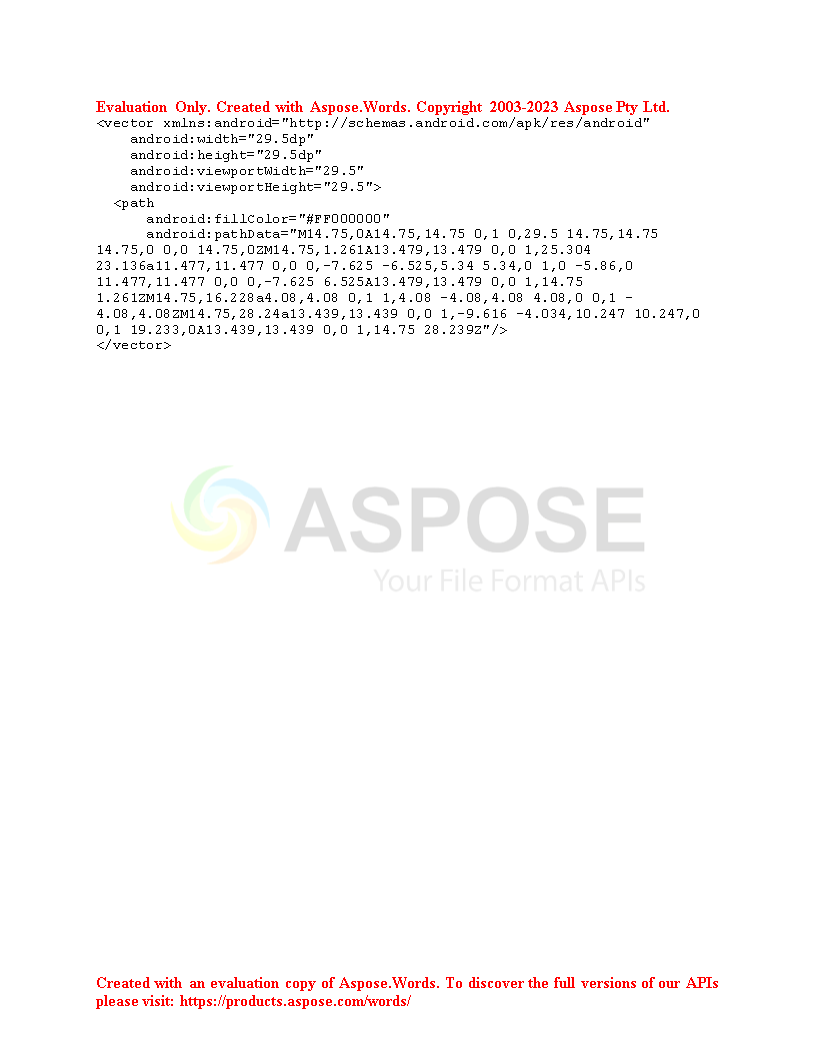 Evaluation Only. Created with Aspose.Words. Copyright 2003-2023 Aspose Pty Ltd.
<vector xmlns:android="http://schemas.android.com/apk/res/android"
    android:width="29.5dp"
    android:height="29.5dp"
    android:viewportWidth="29.5"
    android:viewportHeight="29.5">
  <path
      android:fillColor="#FF000000"
      android:pathData="M14.75,0A14.75,14.75 0,1 0,29.5 14.75,14.75
14.75,0 0,0 14.75,0ZM14.75,1.261A13.479,13.479 0,0 1,25.304
23.136a11.477,11.477 0,0 0,-7.625 -6.525,5.34 5.34,0 1,0 -5.86,0
11.477,11.477 0,0 0,-7.625 6.525A13.479,13.479 0,0 1,14.75
1.261ZM14.75,16.228a4.08,4.08 0,1 1,4.08 -4.08,4.08 4.08,0 0,1 -
4.08,4.08ZM14.75,28.24a13.439,13.439 0,0 1,-9.616 -4.034,10.247 10.247,0
0,1 19.233,0A13.439,13.439 0,0 1,14.75 28.239Z"/>
</vector>
ASPOSE
Your File Format APIs
Created with an evaluation copy of Aspose.Words. To discover the full versions of our APIs
please visit: https://products.aspose.com/words/